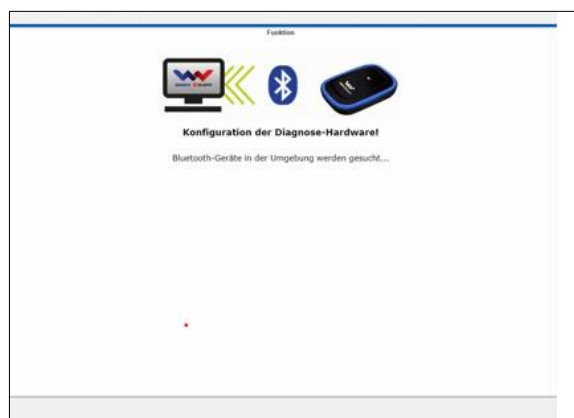 Funktion
Konfiguration der Diagnose-Hardware!
Bluetooth-Geräte in der Umgebung werden gesucht...